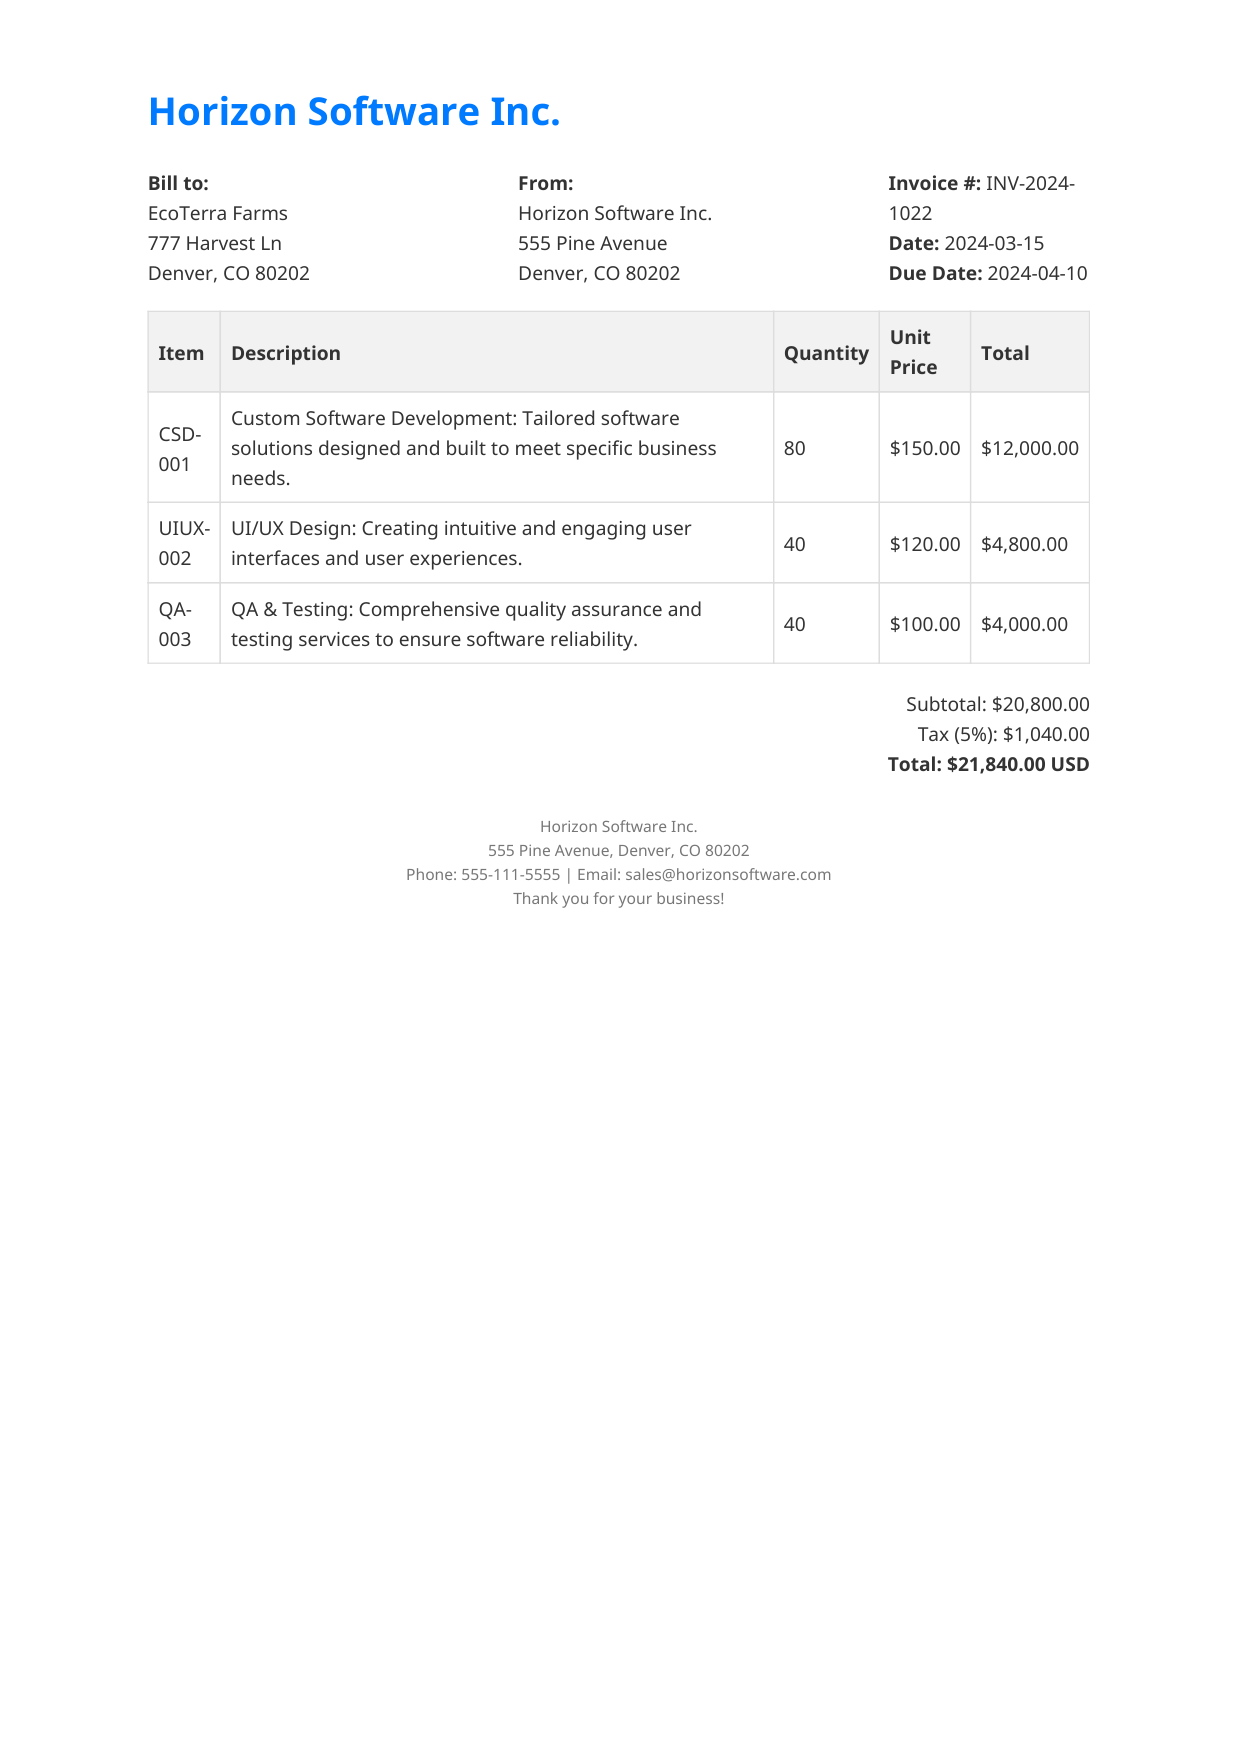 Horizon Software Inc.
Bill to:
EcoTerra Farms
777 Harvest Ln
Denver, CO 80202
From:
Horizon Software Inc.
555 Pine Avenue
Denver, CO 80202
Invoice #: INV-2024-
1022
Date: 2024-03-15
Due Date: 2024-04-10
Item Description Quantity Unit Price Total
CSD-
001
Custom Software Development: Tailored software
solutions designed and built to meet specific business
needs.
80
$150.00
$12,000.00
UIUX-
002
UI/UX Design: Creating intuitive and engaging user
interfaces and user experiences.
40
$120.00
$4,800.00
QA-
003
QA & Testing: Comprehensive quality assurance and
testing services to ensure software reliability.
40
$100.00
$4,000.00
Subtotal: $20,800.00
Tax (5%): $1,040.00
Total: $21,840.00 USD
Horizon Software Inc.
555 Pine Avenue, Denver, CO 80202
Phone: 555-111-5555 | Email: sales@horizonsoftware.com
Thank you for your business!